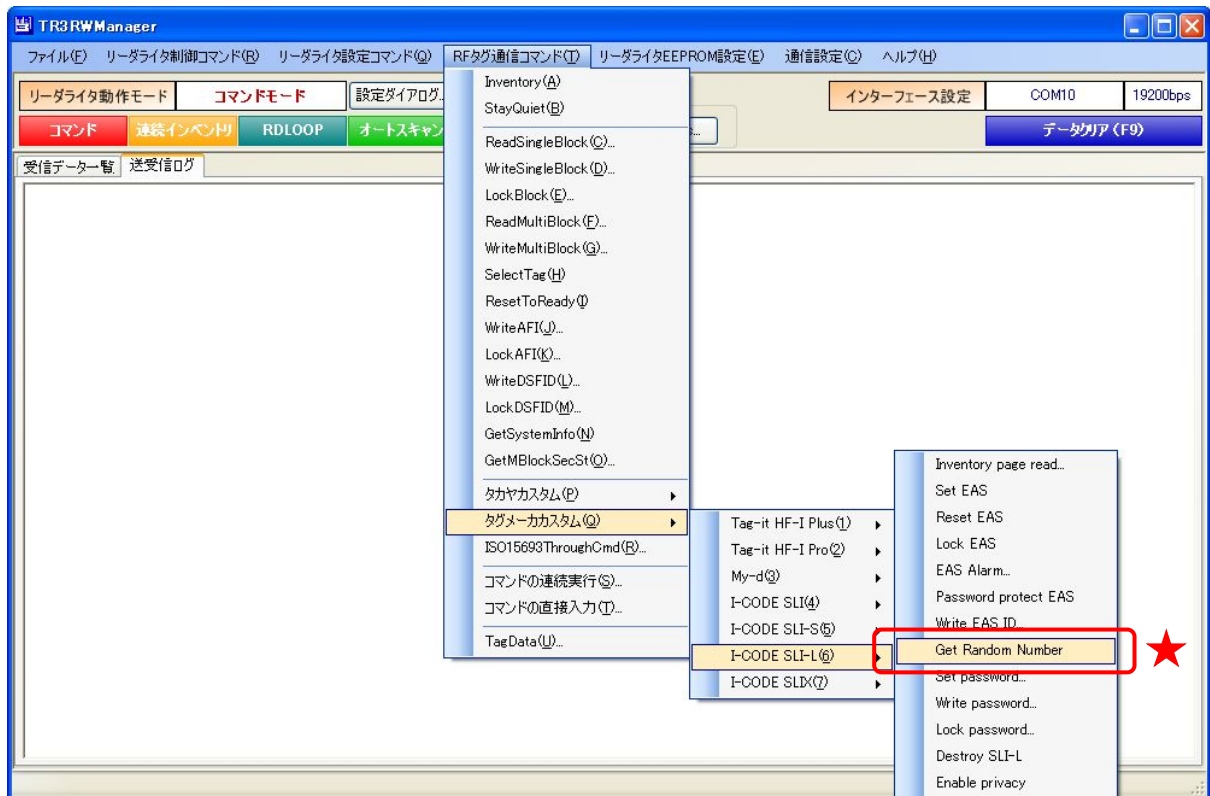 TR3RWManager
ファイル(F) リーダライタ制御コマンド(R) リーダライタ設定コマンド(Q) RFタグ通信コマンド(T) リーダライタEEPROM設定(E) 通信設定(C) ヘルプ(H)
リーダライタ動作モード コマンドモード 設定ダイアログ... インターフェース設定 COM10 19200bps
コマンド 連続インベントリ RDLOOP オートスキャン データクリア(F9)
受信データ一覧 送受信ログ
Inventory(A)
StayQuiet(B)
ReadSingleBlock(C)...
WriteSingleBlock(D)...
LockBlock(E)...
ReadMultiBlock(F)...
WriteMultiBlock(G)...
SelectTag(H)
ResetToReady(I)
WriteAFI(J)...
LockAFI(K)...
WriteDSFID(L)...
LockDSFID(M)...
GetSystemInfo(N)
GetMBlockSecSt(O)...
タカヤカスタム(P)
タグメーカカスタム(Q)
ISO15693ThroughCmd(R)...
コマンドの連続実行(S)...
コマンドの直接入力(T)...
TagData(U)...
Tag-it HF-I Plus(1)
Tag-it HF-I Pro(2)
My-d(3)
I-CODE SLI(4)
I-CODE SLI-S(5)
I-CODE SLI-L(6)
I-CODE SLIX(7)
Inventory page read...
Set EAS
Reset EAS
Lock EAS
EAS Alarm...
Password protect EAS
Write EAS ID...
Get Random Number
Set password...
Write password...
Lock password...
Destroy SLI-L
Enable privacy